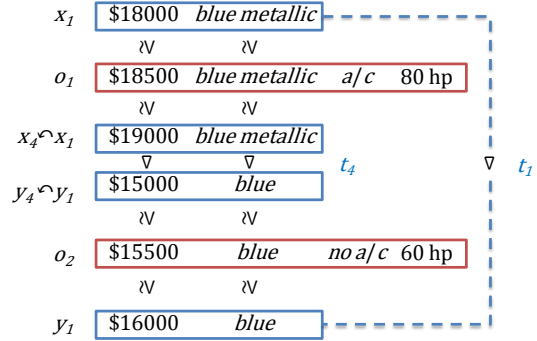 x₁ $18000 blue metallic
≀∨ ≀∨
o₁ $18500 blue metallic a/c 80 hp
≀∨ ≀∨
x₄↶x₁ $19000 blue metallic
▽ ▽ t₄ ▽ t₁
y₄↶y₁ $15000 blue
≀∨ ≀∨
o₂ $15500 blue no a/c 60 hp
≀∨ ≀∨
y₁ $16000 blue